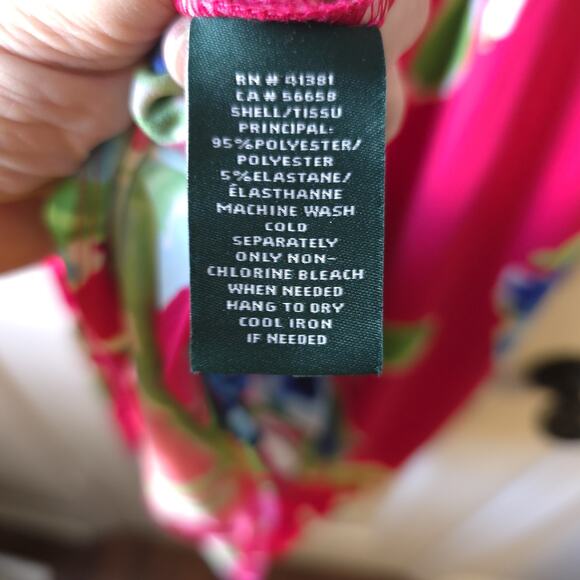 RN # 41381
CA # 56658
SHELL/TISSU
PRINCIPAL:
95%POLYESTER/
POLYESTER
5%ELASTANE/
ÉLASTHANNE
MACHINE WASH
COLD
SEPARATELY
ONLY NON-
CHLORINE BLEACH
WHEN NEEDED
HANG TO DRY
COOL IRON
IF NEEDED